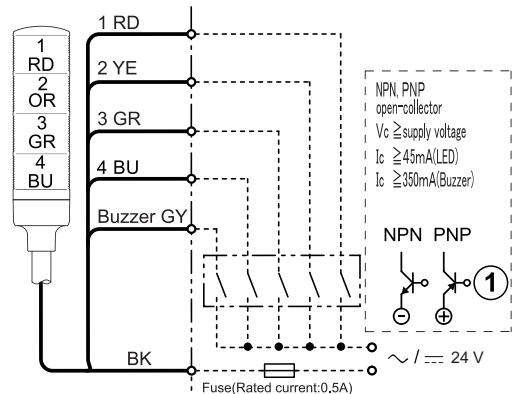 1
RD
2
OR
3
GR
4
BU
1 RD
2 YE
3 GR
4 BU
Buzzer GY
BK
NPN, PNP
open-collector
Vc ≧supply voltage
Ic ≧45mA(LED)
Ic ≧350mA(Buzzer)
NPN PNP
1
24 V
Fuse(Rated current:0.5A)